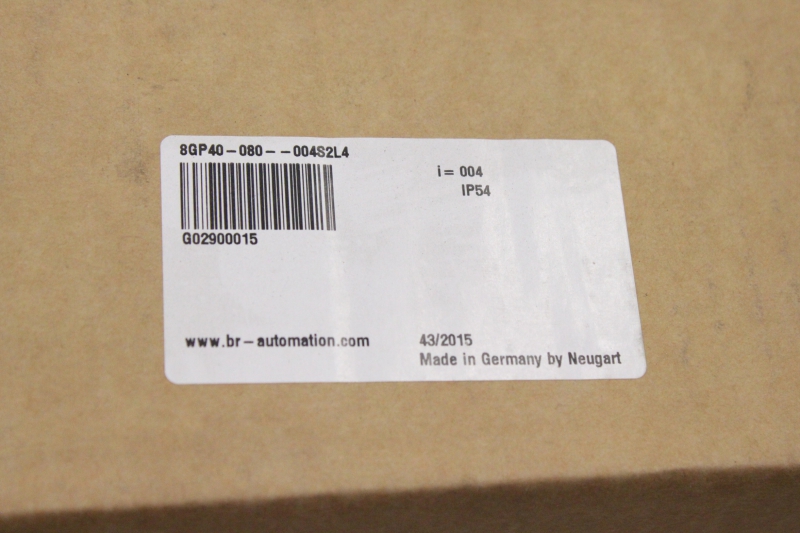 8GP40-080--004S2L4
i= 004
IP54
G02900015
www.br-automation.com
43/2015
Made in Germany by Neugart